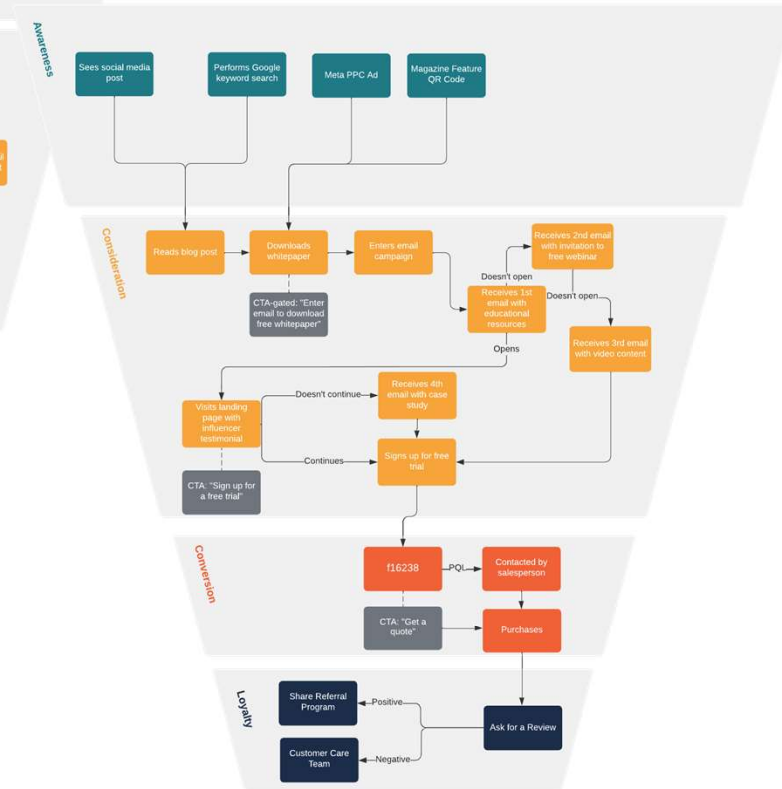 Awareness
Sees social media
post
Performs Google
keyword search
Meta PPC Ad
Magazine Feature
QR Code
Consideration
Reads blog post
Downloads
whitepaper
Enters email
campaign
Receives 2nd email
with invitation to
free webinar
Doesn't open
CTA-gated: "Enter
email to download
free whitepaper"
Receives 1st
email with
educational
resources
Doesn't open
Opens
Receives 3rd email
with video content
Visits landing
page with
influencer
testimonial
Doesn't continue
Receives 4th
email with case
study
Continues
Signs up for free
trial
CTA: "Sign up for
a free trial"
Conversion
f16238
PQL
Contacted by
salesperson
CTA: "Get a
quote"
Purchases
Loyalty
Share Referral
Program
Positive
Ask for a Review
Customer Care
Team
Negative